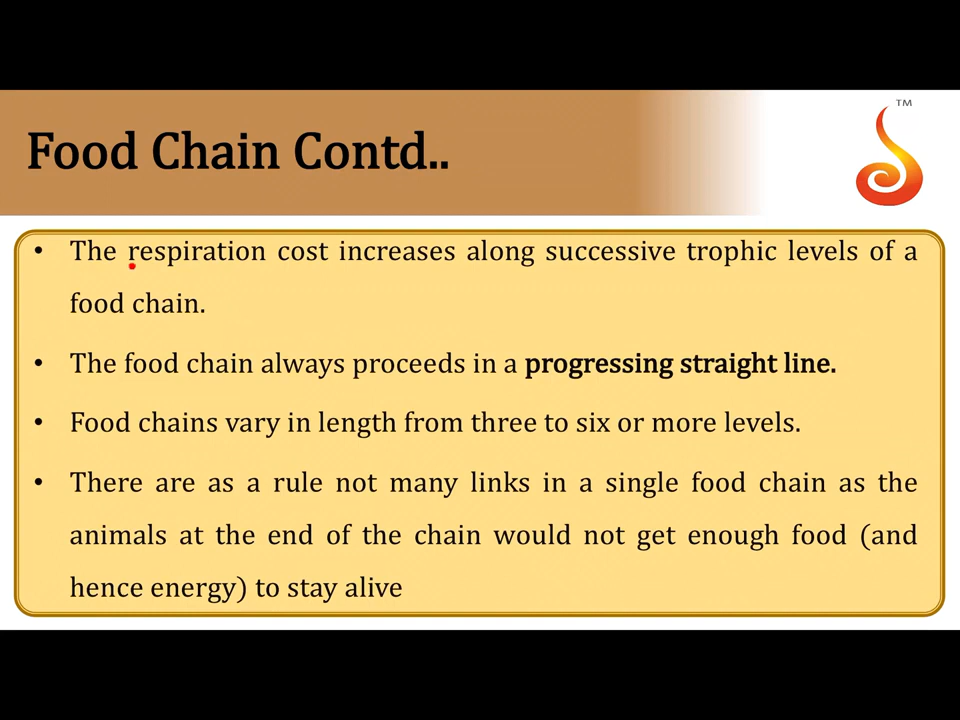 Food Chain Contd..
TM
• The respiration cost increases along successive trophic levels of a
food chain.
• The food chain always proceeds in a progressing straight line.
• Food chains vary in length from three to six or more levels.
• There are as a rule not many links in a single food chain as the
animals at the end of the chain would not get enough food (and
hence energy) to stay alive